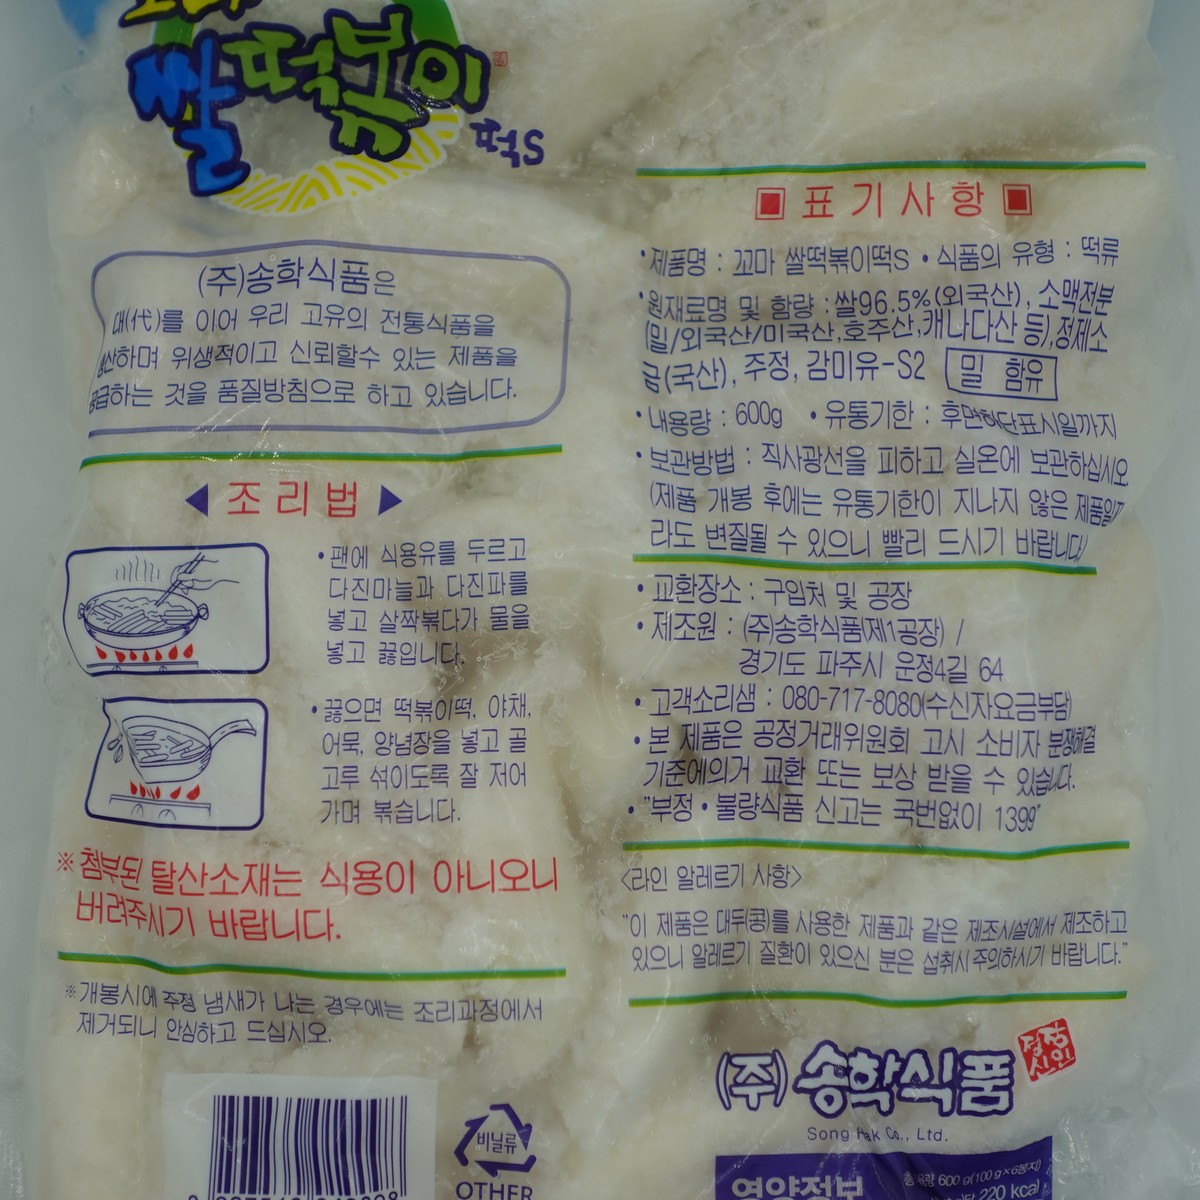 쌀떡볶이
떡S
(주)송학식품은
대(代)를 이어 우리 고유의 전통식품을
생산하며 위생적이고 신뢰할수 있는 제품을
공급하는 것을 품질방침으로 하고 있습니다.
◀ 조리법 ▶
• 팬에 식용유를 두르고
다진마늘과 다진파를
넣고 살짝볶다가 물을
넣고 끓입니다.
• 끓으면 떡볶이떡, 야채,
어묵, 양념장을 넣고 골
고루 섞이도록 잘 저어
가며 볶습니다.
※ 첨부된 탈산소재는 식용이 아니오니
버려주시기 바랍니다.
※ 개봉시에 주정 냄새가 나는 경우에는 조리과정에서
제거되니 안심하고 드십시오.
비닐류
OTHER
▣ 표기사항 ▣
• 제품명 : 꼬마 쌀떡볶이떡S • 식품의 유형 : 떡류
• 원재료명 및 함량 : 쌀96.5%(외국산), 소맥전분
(밀/외국산/미국산,호주산,캐나다산 등),정제소
금(국산), 주정, 감미유-S2 밀 함유
• 내용량 : 600g • 유통기한 : 후면하단표시일까지
• 보관방법 : 직사광선을 피하고 실온에 보관하십시오
(제품 개봉 후에는 유통기한이 지나지 않은 제품일지
라도 변질될 수 있으니 빨리 드시기 바랍니다)
• 교환장소 : 구입처 및 공장
• 제조원 : (주)송학식품(제1공장) /
경기도 파주시 운정4길 64
• 고객소리샘 : 080-717-8080(수신자요금부담)
• 본 제품은 공정거래위원회 고시 소비자 분쟁해결
기준에의거 교환 또는 보상 받을 수 있습니다.
• "부정 • 불량식품 신고는 국번없이 1399"
<라인 알레르기 사항>
"이 제품은 대두(콩)를 사용한 제품과 같은 제조시설에서 제조하고
있으니 알레르기 질환이 있으신 분은 섭취시 주의하시기 바랍니다."
(주)송학식품
장인정신
Song Hak Co., Ltd.
영양정보
총 내용량 600 g(100 g×6봉지)
220 kcal